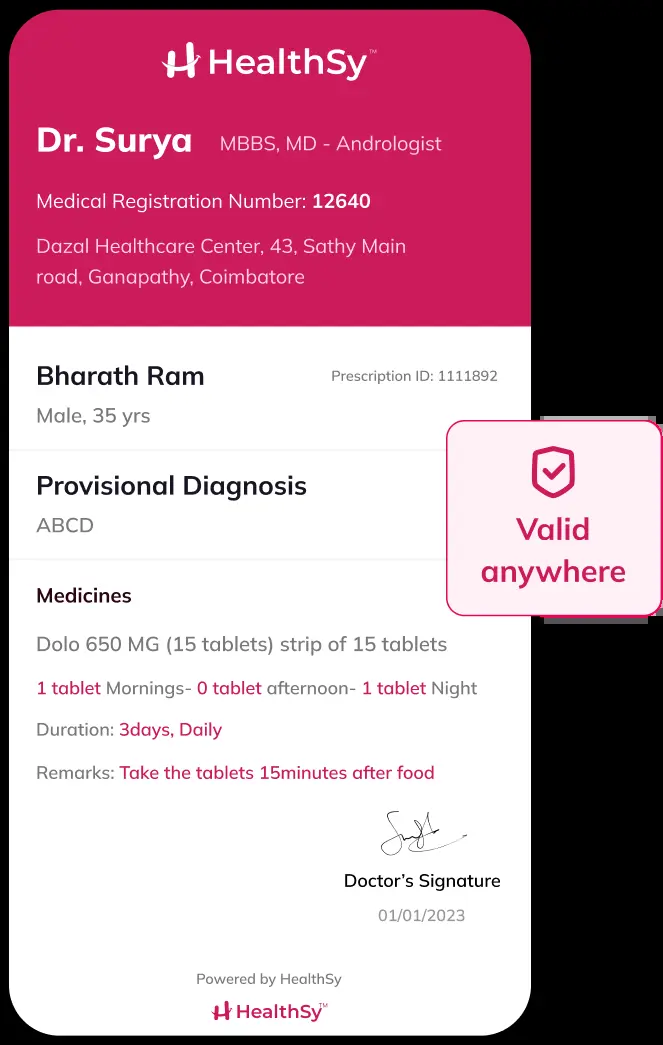 HealthSy™
Dr. Surya MBBS, MD - Andrologist
Medical Registration Number: 12640
Dazal Healthcare Center, 43, Sathy Main
road, Ganapathy, Coimbatore
Bharath Ram Prescription ID: 1111892
Male, 35 yrs
Provisional Diagnosis
ABCD
Valid
anywhere
Medicines
Dolo 650 MG (15 tablets) strip of 15 tablets
1 tablet Mornings- 0 tablet afternoon- 1 tablet Night
Duration: 3days, Daily
Remarks: Take the tablets 15minutes after food
Doctor’s Signature
01/01/2023
Powered by HealthSy
HealthSy™